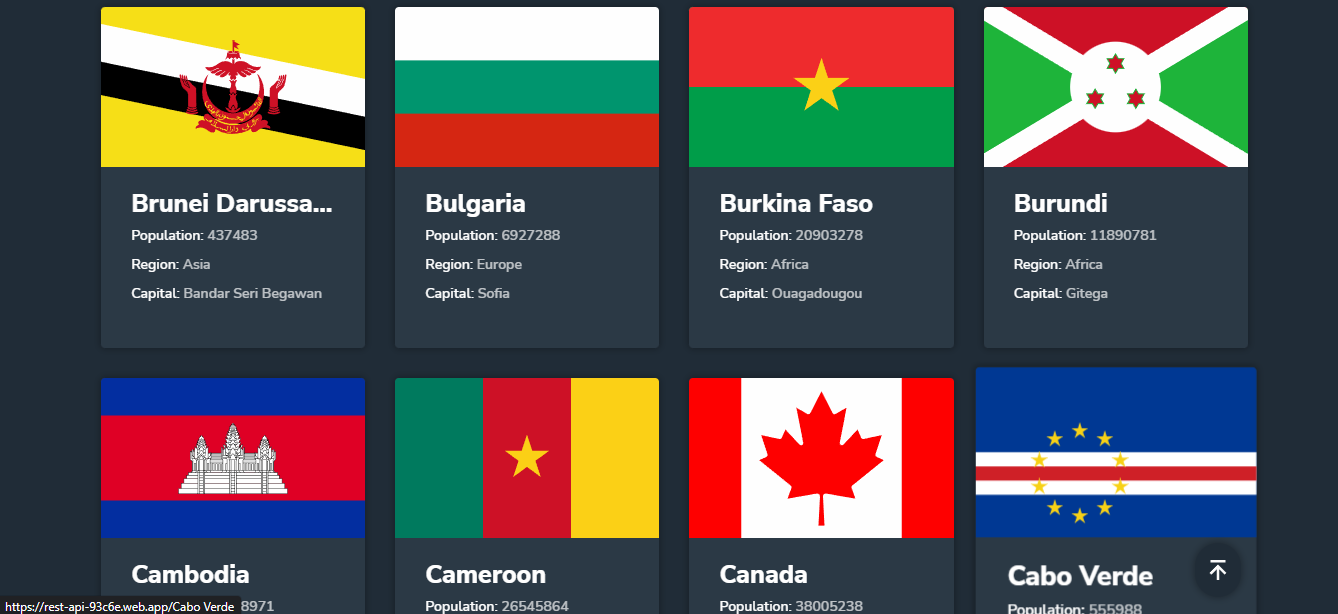 Brunei Darussa...
Population: 437483
Region: Asia
Capital: Bandar Seri Begawan
Bulgaria
Population: 6927288
Region: Europe
Capital: Sofia
Burkina Faso
Population: 20903278
Region: Africa
Capital: Ouagadougou
Burundi
Population: 11890781
Region: Africa
Capital: Gitega
Cambodia
8971
Cameroon
Population: 26545864
Canada
Population: 38005238
Cabo Verde
Population: 555988
https://rest-api-93c6e.web.app/Cabo Verde